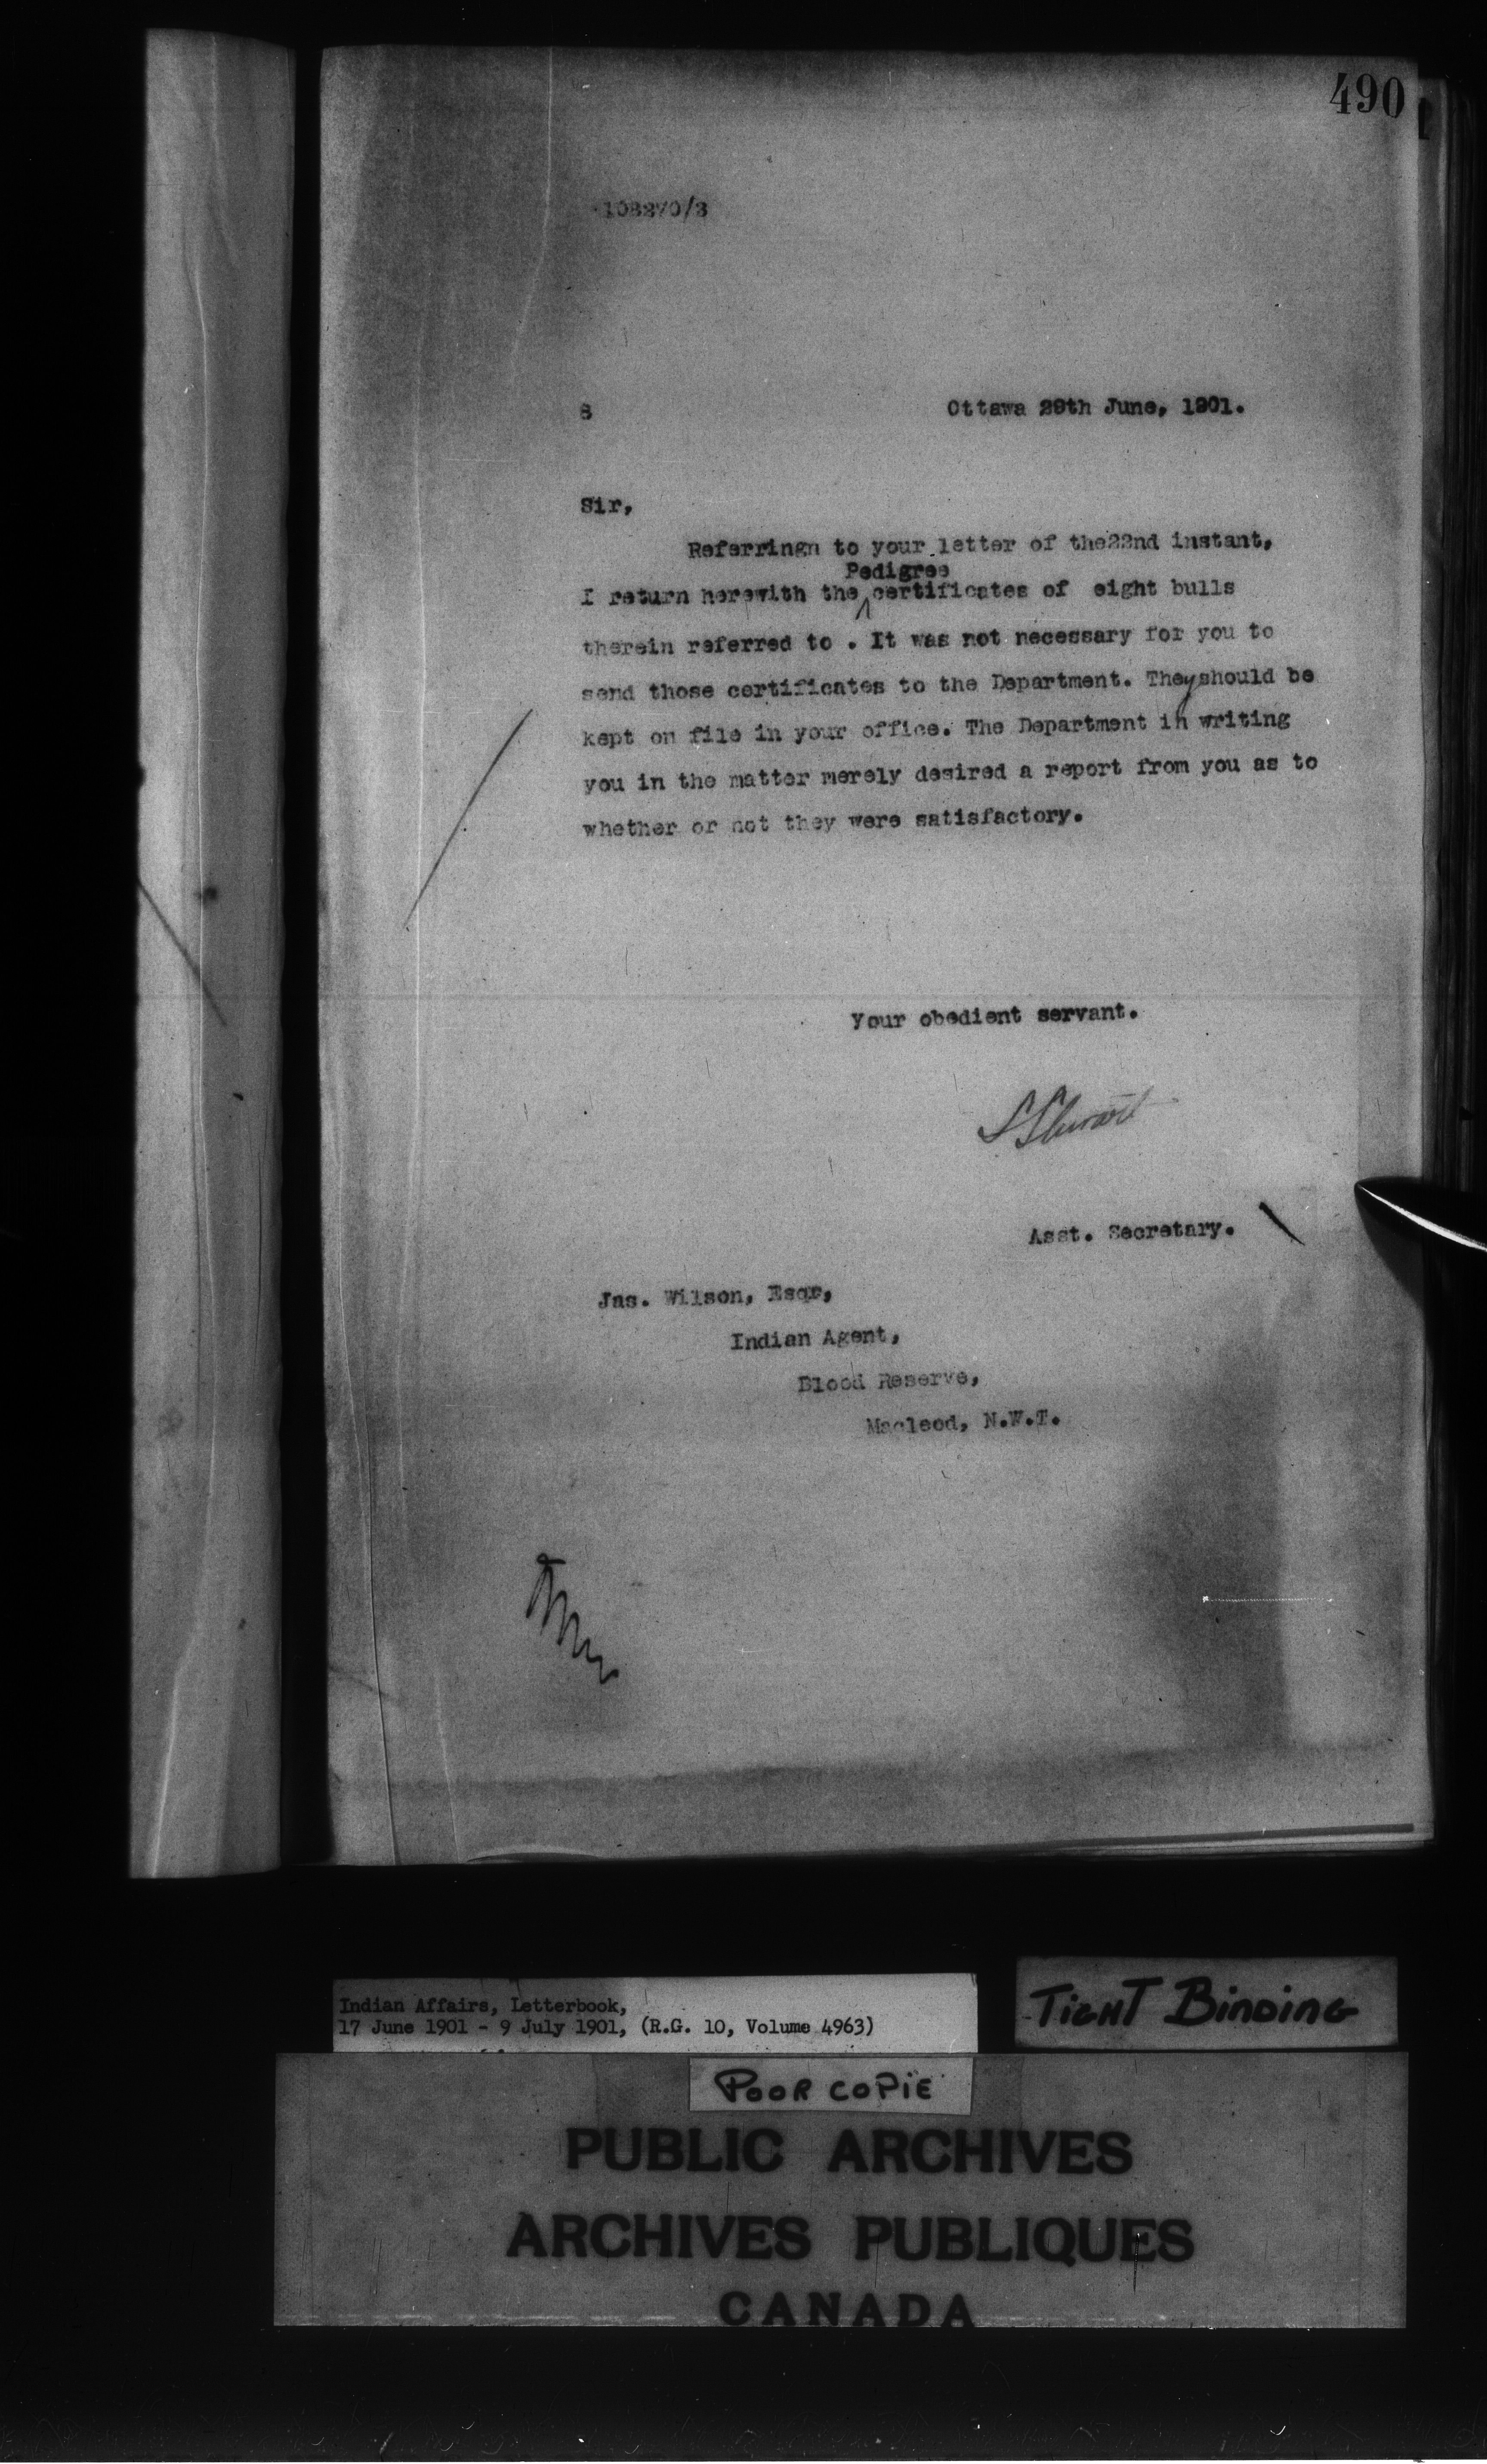 490
108270/3
8 Ottawa 29th June, 1901.
Sir,
Referringn to your letter of the22nd instant,
Pedigree
I return herewith the certificates of eight bulls
therein referred to . It was not necessary for you to
send those certificates to the Department. They should be
kept on file in your office. The Department in writing
you in the matter merely desired a report from you as to
whether or not they were satisfactory.
Your obedient servant.
S Stewart
Asst. Secretary.
Jas. Wilson, Esqr,
Indian Agent,
Blood Reserve,
Macleod, N.W.T.
Indian Affairs, Letterbook,
17 June 1901 - 9 July 1901, (R.G. 10, Volume 4963)
TIGHT BINDING
POOR COPIE
PUBLIC ARCHIVES
ARCHIVES PUBLIQUES
CANADA